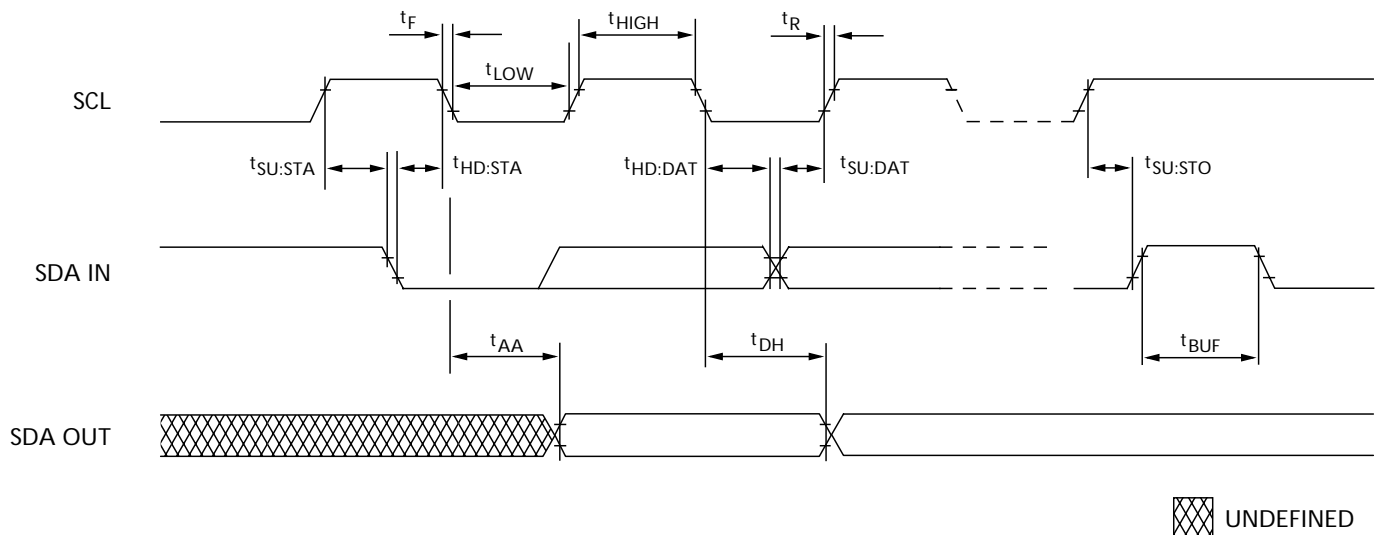 tF
tHIGH
tR
tLOW
SCL
tSU:STA
tHD:STA
tHD:DAT
tSU:DAT
tSU:STO
SDA IN
tAA
tDH
tBUF
SDA OUT
UNDEFINED